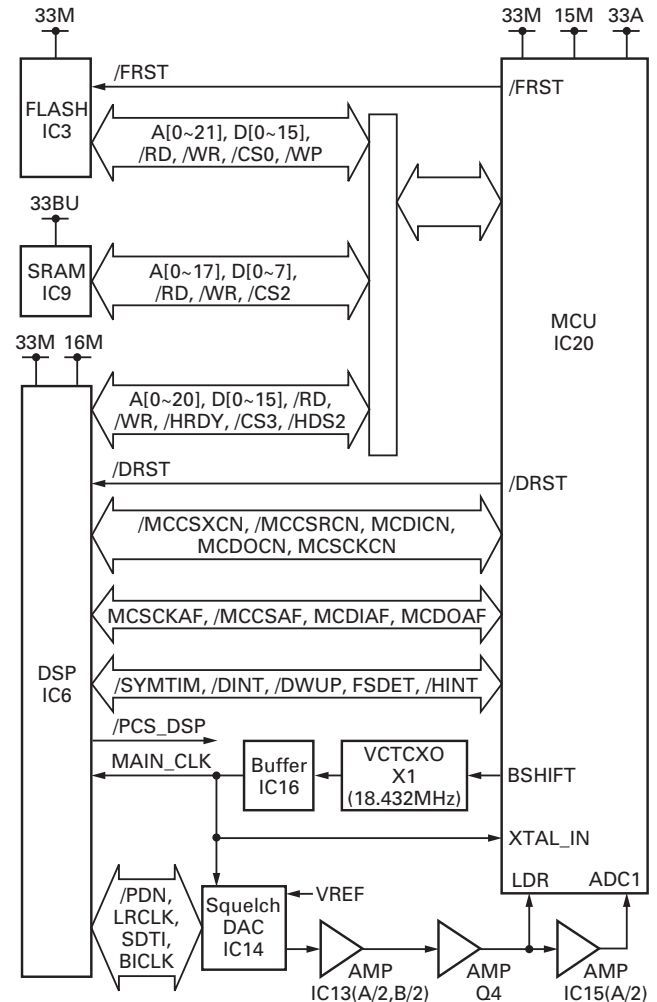 33M
33M 15M 33A
/FRST
/FRST
FLASH
IC3
A[0~21], D[0~15],
/RD, /WR, /CS0, /WP
33BU
SRAM
IC9
A[0~17], D[0~7],
/RD, /WR, /CS2
MCU
IC20
33M 16M
A[0~20], D[0~15], /RD,
/WR, /HRDY, /CS3, /HDS2
/DRST
/DRST
/MCCSXCN, /MCCSRCN, MCDICN,
MCDOCN, MCSCKCN
MCSCKAF, /MCCSAF, MCDIAF, MCDOAF
DSP
IC6
/SYMTIM, /DINT, /DWUP, FSDET, /HINT
/PCS_DSP
MAIN_CLK
Buffer
IC16
VCTCXO
X1
(18.432MHz)
BSHIFT
XTAL_IN
LDR ADC1
/PDN,
LRCLK,
SDTI,
BICLK
Squelch
DAC
IC14
VREF
AMP
IC13(A/2,B/2)
AMP
Q4
AMP
IC15(A/2)